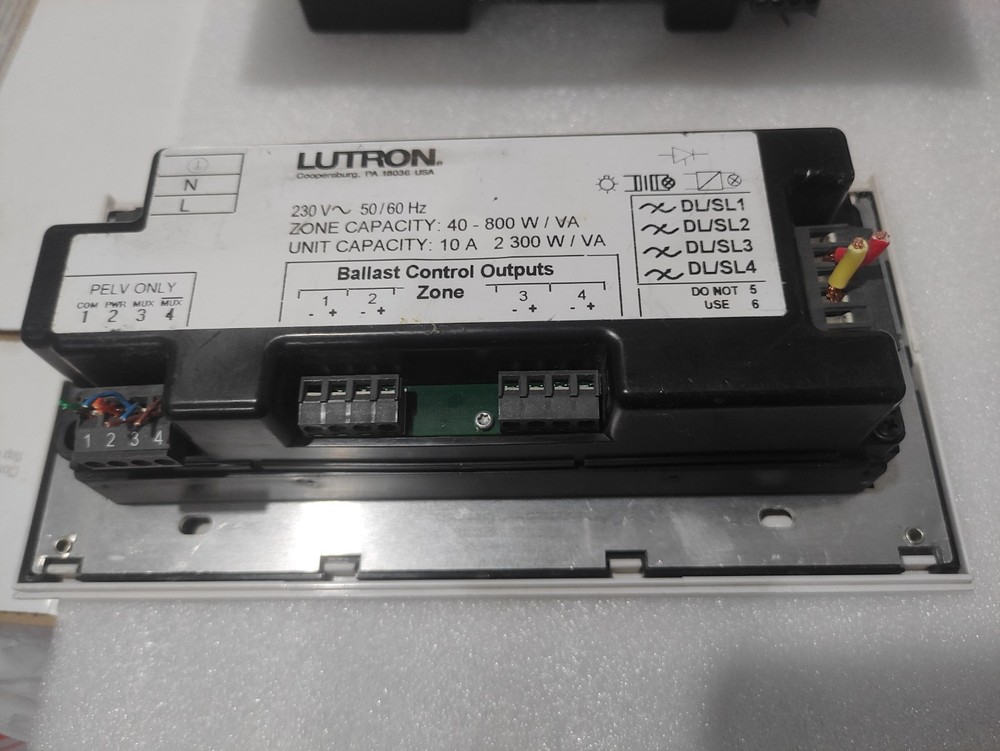 LUTRON®
Coopersburg, PA 18036 USA
N
L
230 V~ 50/60 Hz
ZONE CAPACITY: 40 - 800 W / VA
UNIT CAPACITY: 10 A 2 300 W / VA
DL/SL1
DL/SL2
DL/SL3
DL/SL4
DO NOT 5
USE 6
Ballast Control Outputs
Zone
1 2 3 4
- + - + - + - +
PELV ONLY
COM PWR MUX MUX
1 2 3 4
1 2 3 4